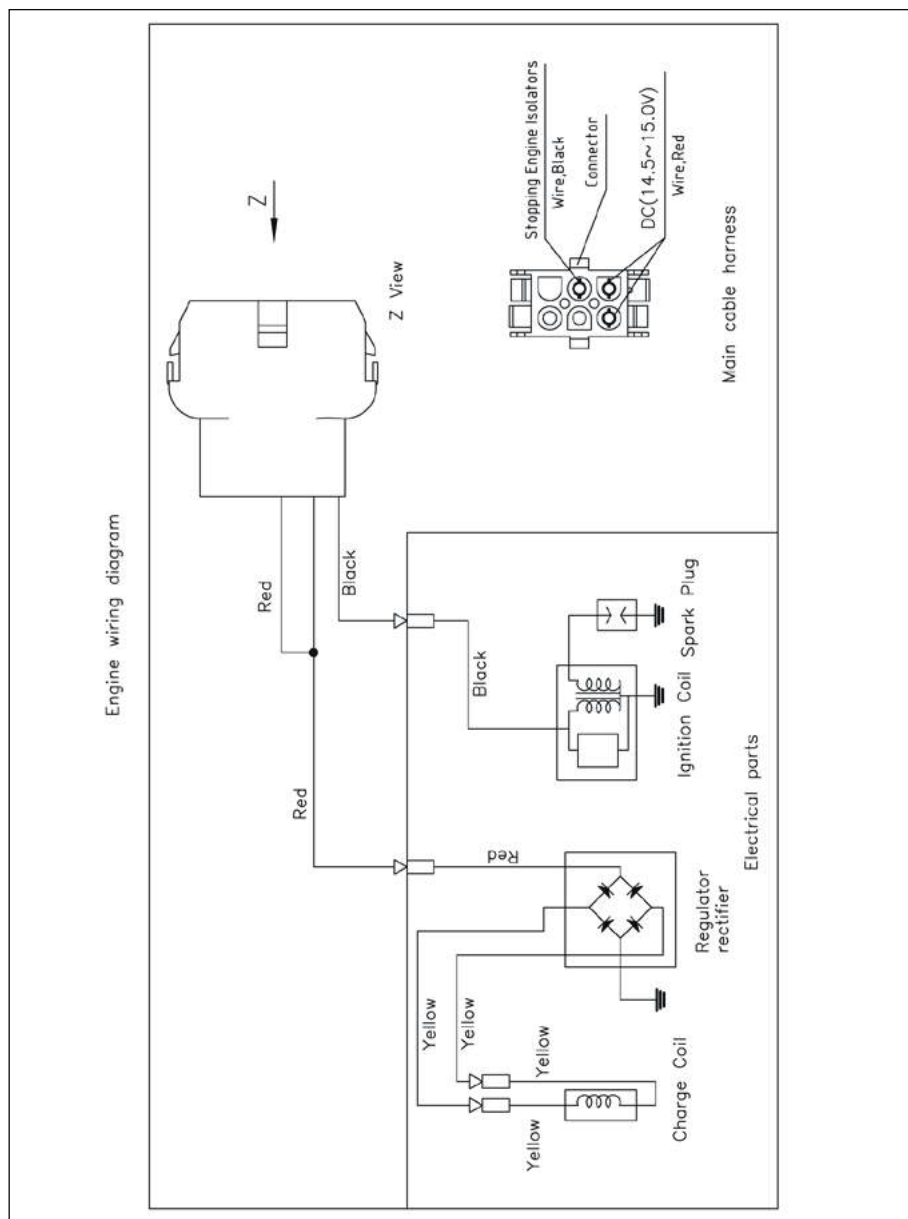 Engine wiring diagram
Z
Z View
Red
Black
Red
Stopping Engine Isolators
Wire,Black
Connector
DC(14.5~15.0V)
Wire,Red
Main cable harness
Black
Red
Yellow
Yellow
Yellow
Yellow
Charge Coil
Regulator
rectifier
Ignition Coil
Spark Plug
Electrical parts